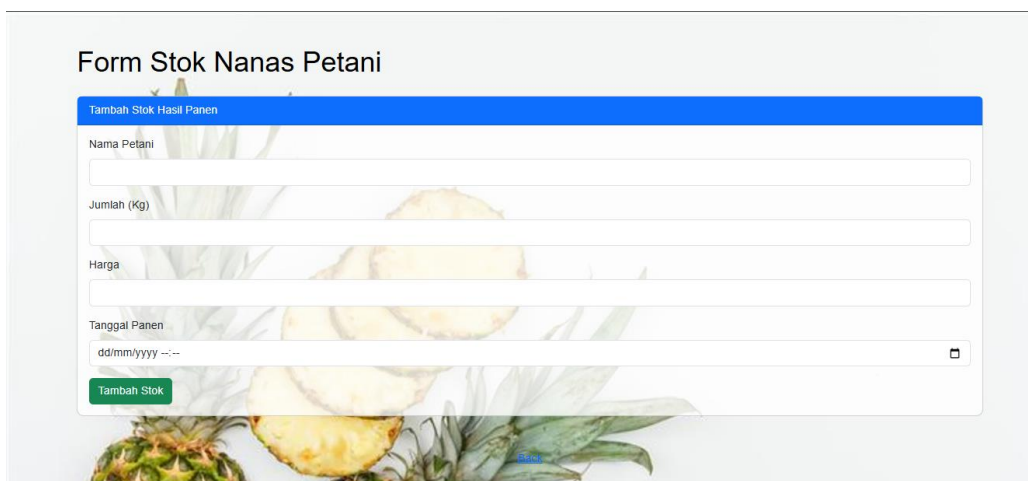 Form Stok Nanas Petani
Tambah Stok Hasil Panen
Nama Petani
Jumlah (Kg)
Harga
Tanggal Panen
dd/mm/yyyy --:--
Tambah Stok
Back